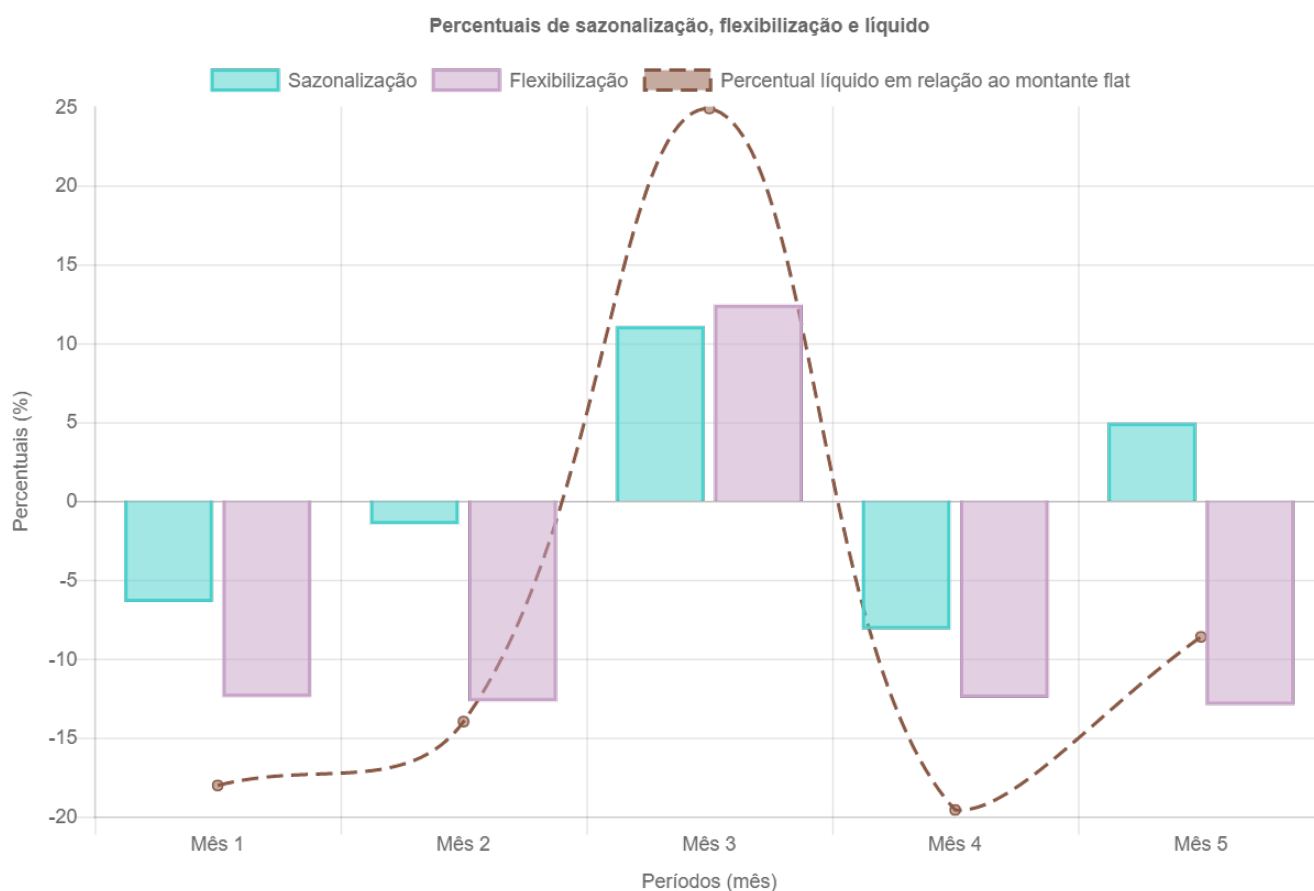 Percentuais de sazonalização, flexibilização e líquido
Sazonalização Flexibilização Percentual líquido em relação ao montante flat
25
20
15
10
5
0
-5
-10
-15
-20
Percentuais (%)
Mês 1 Mês 2 Mês 3 Mês 4 Mês 5
Períodos (mês)